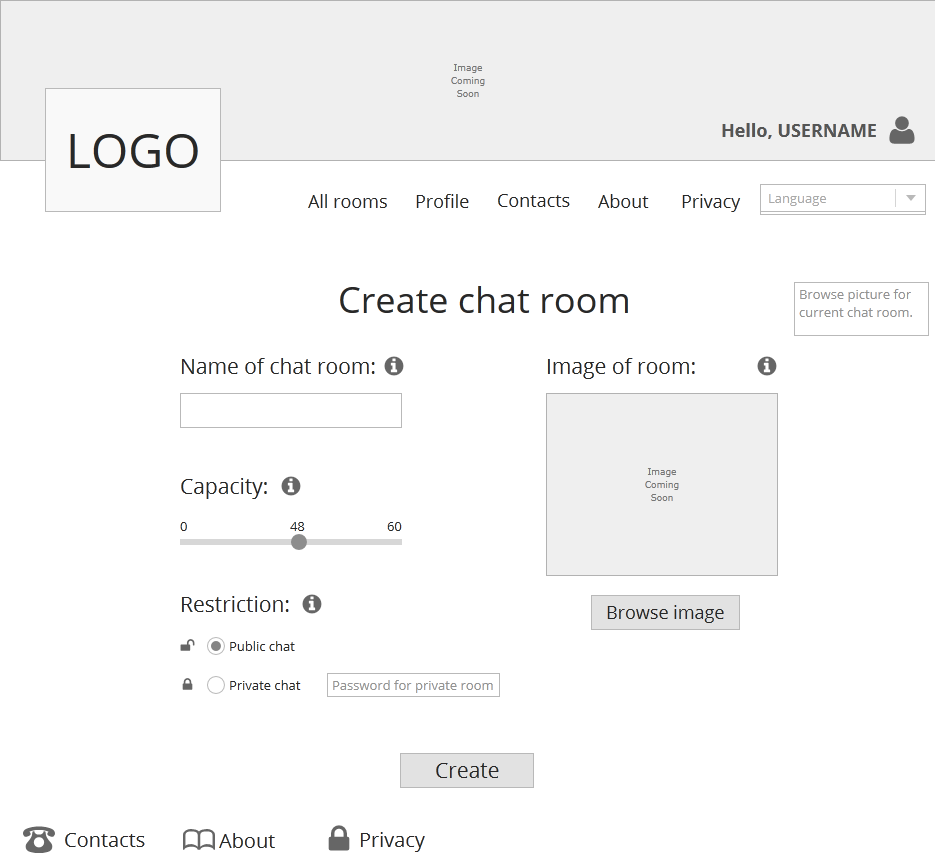 Image
Coming
Soon
LOGO
Hello, USERNAME
All rooms Profile Contacts About Privacy Language
Create chat room
Browse picture for
current chat room.
Name of chat room:
Image of room:
Image
Coming
Soon
Capacity:
0 48 60
Restriction:
Browse image
Public chat
Private chat Password for private room
Create
Contacts About Privacy